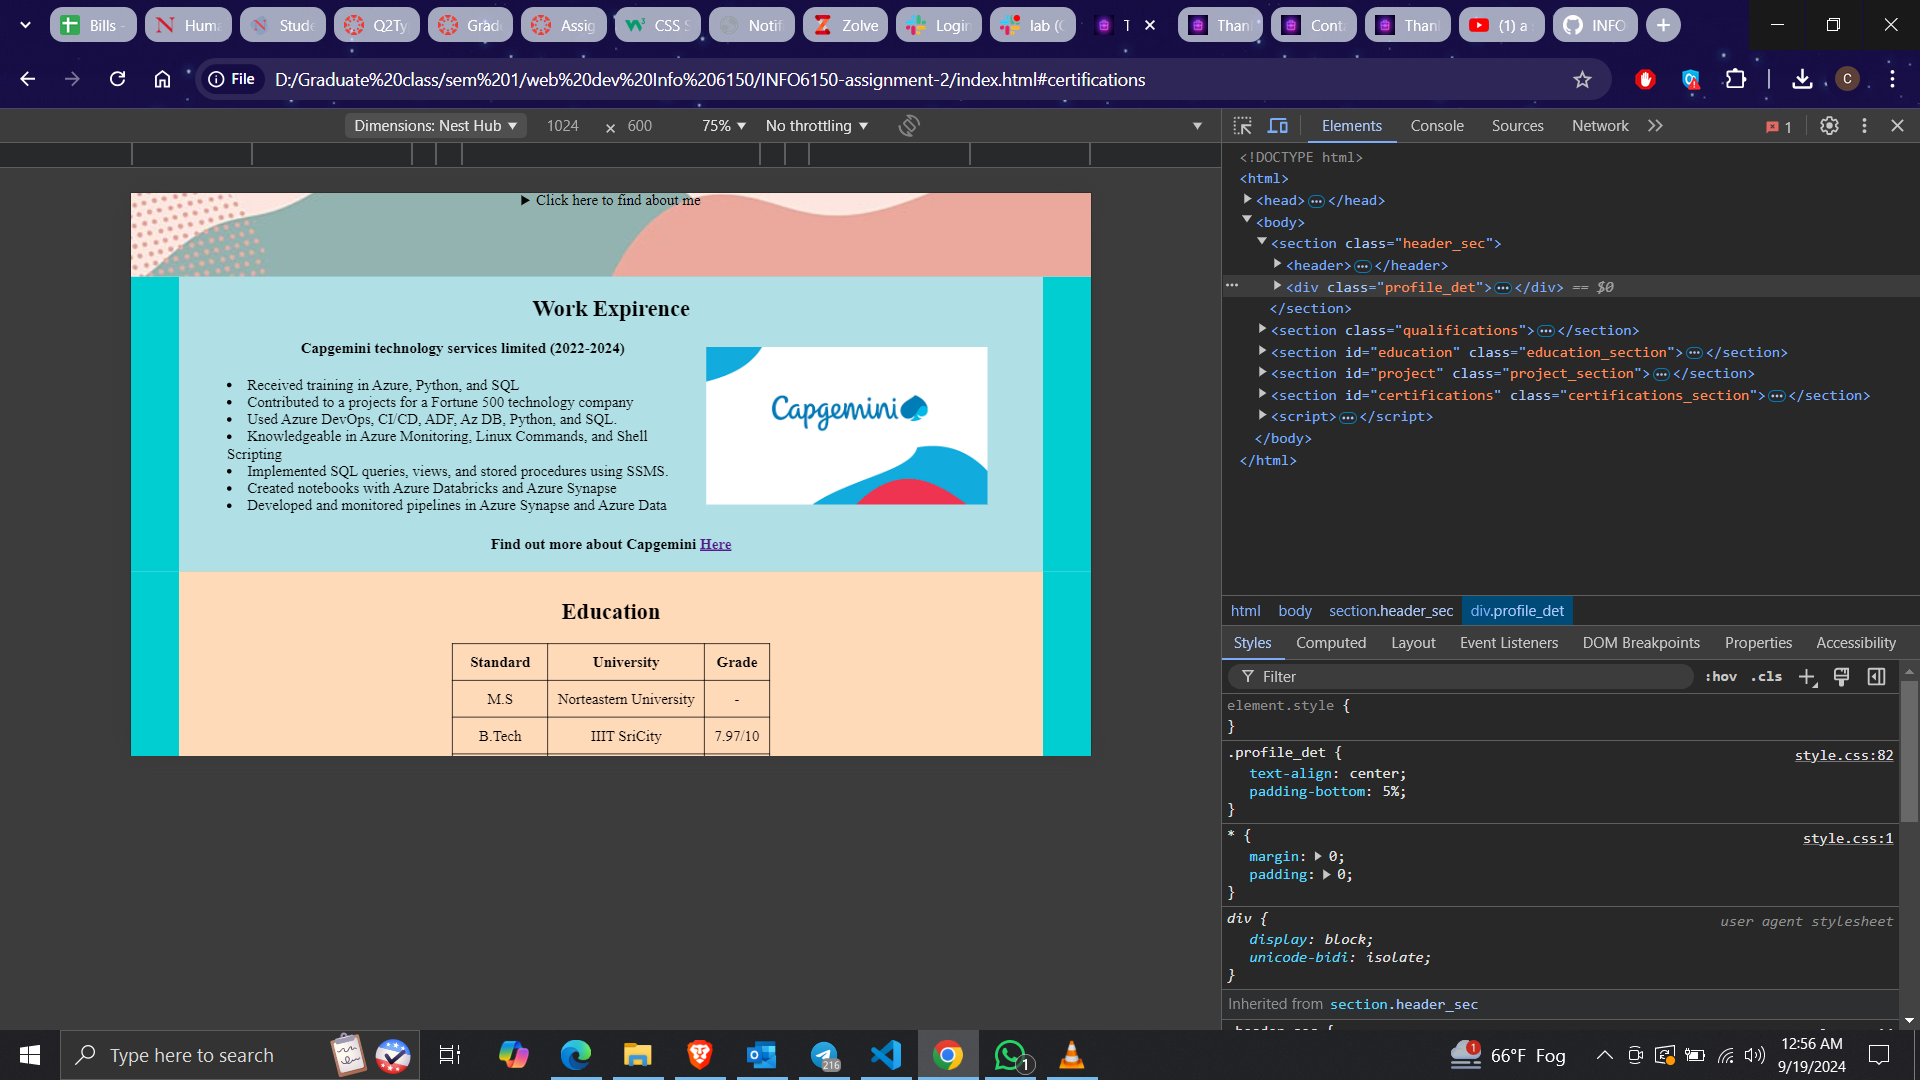 Bills -
Huma
Stude
Q2Ty
Grade
Assig
CSS S
Notif
Zolve
Login
lab (C
T
Thank
Conta
Thank
(1) a
INFO
File
D:/Graduate%20class/sem%201/web%20dev%20Info%206150/INFO6150-assignment-2/index.html#certifications
C
Dimensions: Nest Hub ▼ 1024 × 600 75% ▼ No throttling ▼
Elements Console Sources Network 1
▶ Click here to find about me
Work Expirence
Capgemini technology services limited (2022-2024)
• Received training in Azure, Python, and SQL
• Contributed to a projects for a Fortune 500 technology company
• Used Azure DevOps, CI/CD, ADF, Az DB, Python, and SQL.
• Knowledgeable in Azure Monitoring, Linux Commands, and Shell
Scripting
• Implemented SQL queries, views, and stored procedures using SSMS.
• Created notebooks with Azure Databricks and Azure Synapse
• Developed and monitored pipelines in Azure Synapse and Azure Data
Capgemini
Find out more about Capgemini Here
Education
Standard University Grade
M.S Norteastern University -
B.Tech IIIT SriCity 7.97/10
<!DOCTYPE html>
<html>
<head>…</head>
<body>
<section class="header_sec">
<header>…</header>
<div class="profile_det">…</div> == $0
</section>
<section class="qualifications">…</section>
<section id="education" class="education_section">…</section>
<section id="project" class="project_section">…</section>
<section id="certifications" class="certifications_section">…</section>
<script>…</script>
</body>
</html>
html body section.header_sec div.profile_det
Styles Computed Layout Event Listeners DOM Breakpoints Properties Accessibility
Filter :hov .cls
element.style {
}
.profile_det { style.css:82
text-align: center;
padding-bottom: 5%;
}
* { style.css:1
margin: ▶ 0;
padding: ▶ 0;
}
div { user agent stylesheet
display: block;
unicode-bidi: isolate;
}
Inherited from section.header_sec
Type here to search
216
1
1
66°F Fog
12:56 AM
9/19/2024